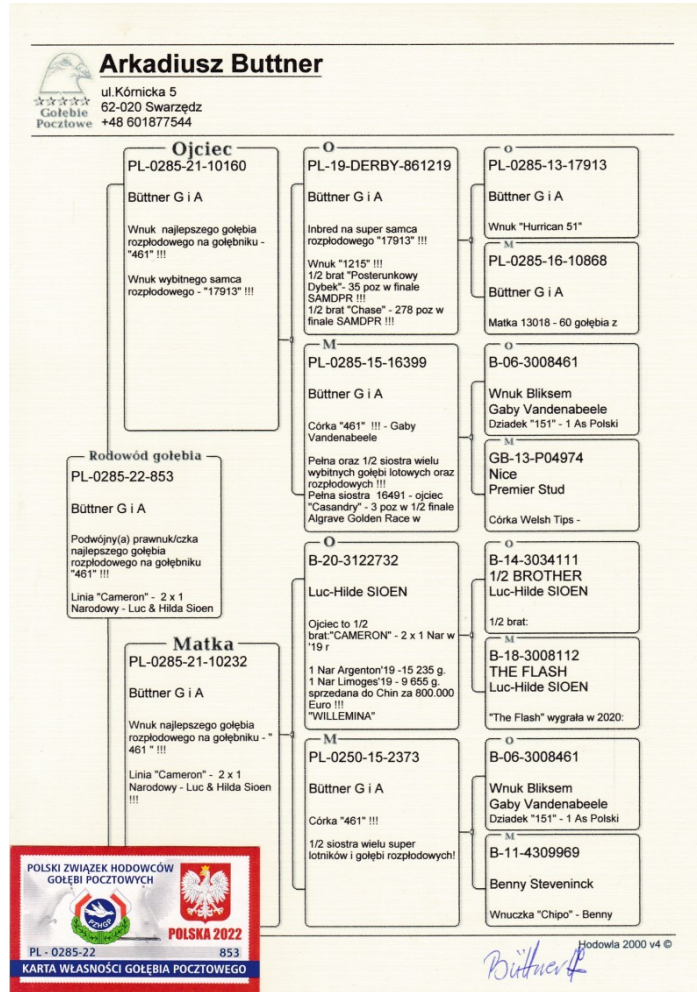 Arkadiusz Buttner
ul.Kórnicka 5
62-020 Swarzędz
+48 601877544
Gołębie
Pocztowe
Ojciec
PL-0285-21-10160
Büttner G i A
Wnuk najlepszego gołębia
rozpłodowego na gołębniku -
"461" !!!
Wnuk wybitnego samca
rozpłodowego - "17913" !!!
O
PL-19-DERBY-861219
Büttner G i A
Inbred na super samca
rozpłodowego "17913" !!!
Wnuk "1215" !!!
1/2 brat "Posterunkowy
Dybek"- 35 poz w finale
SAMDPR !!!
1/2 brat "Chase" - 278 poz w
finale SAMDPR !!!
O
PL-0285-13-17913
Büttner G i A
Wnuk "Hurrican 51"
M
PL-0285-16-10868
Büttner G i A
Matka 13018 - 60 gołębia z
M
PL-0285-15-16399
Büttner G i A
Córka "461" !!! - Gaby
Vandenabeele
Pełna oraz 1/2 siostra wielu
wybitnych gołębi lotowych oraz
rozpłodowych !!!
Pełna siostra 16491 - ojciec
"Casandry" - 3 poz w 1/2 finale
Algrave Golden Race w
O
B-06-3008461
Wnuk Bliksem
Gaby Vandenabeele
Dziadek "151" - 1 As Polski
M
GB-13-P04974
Nice
Premier Stud
Córka Welsh Tips -
Rodowód gołębia
PL-0285-22-853
Büttner G i A
Podwójny(a) prawnuk/czka
najlepszego gołębia
rozpłodowego na gołębniku
"461" !!!
Linia "Cameron" - 2 x 1
Narodowy - Luc & Hilda Sioen
Matka
PL-0285-21-10232
Büttner G i A
Wnuk najlepszego gołębia
rozpłodowego na gołębniku - "
461 " !!!
Linia "Cameron" - 2 x 1
Narodowy - Luc & Hilda Sioen
!!!
O
B-20-3122732
Luc-Hilde SIOEN
Ojciec to 1/2
brat:"CAMERON" - 2 x 1 Nar w
'19 r
1 Nar Argenton'19 -15 235 g.
1 Nar Limoges'19 - 9 655 g.
sprzedana do Chin za 800.000
Euro !!!
"WILLEMINA"
O
B-14-3034111
1/2 BROTHER
Luc-Hilde SIOEN
1/2 brat:
M
B-18-3008112
THE FLASH
Luc-Hilde SIOEN
"The Flash" wygrała w 2020:
M
PL-0250-15-2373
Büttner G i A
Córka "461" !!!
1/2 siostra wielu super
lotników i gołębi rozpłodowych!
O
B-06-3008461
Wnuk Bliksem
Gaby Vandenabeele
Dziadek "151" - 1 As Polski
M
B-11-4309969
Benny Steveninck
Wnuczka "Chipo" - Benny
POLSKI ZWIĄZEK HODOWCÓW
GOŁĘBI POCZTOWYCH
PZHGP
POLSKA 2022
PL - 0285-22 853
KARTA WŁASNOŚCI GOŁĘBIA POCZTOWEGO
Hodowla 2000 v4 ©
Büttner